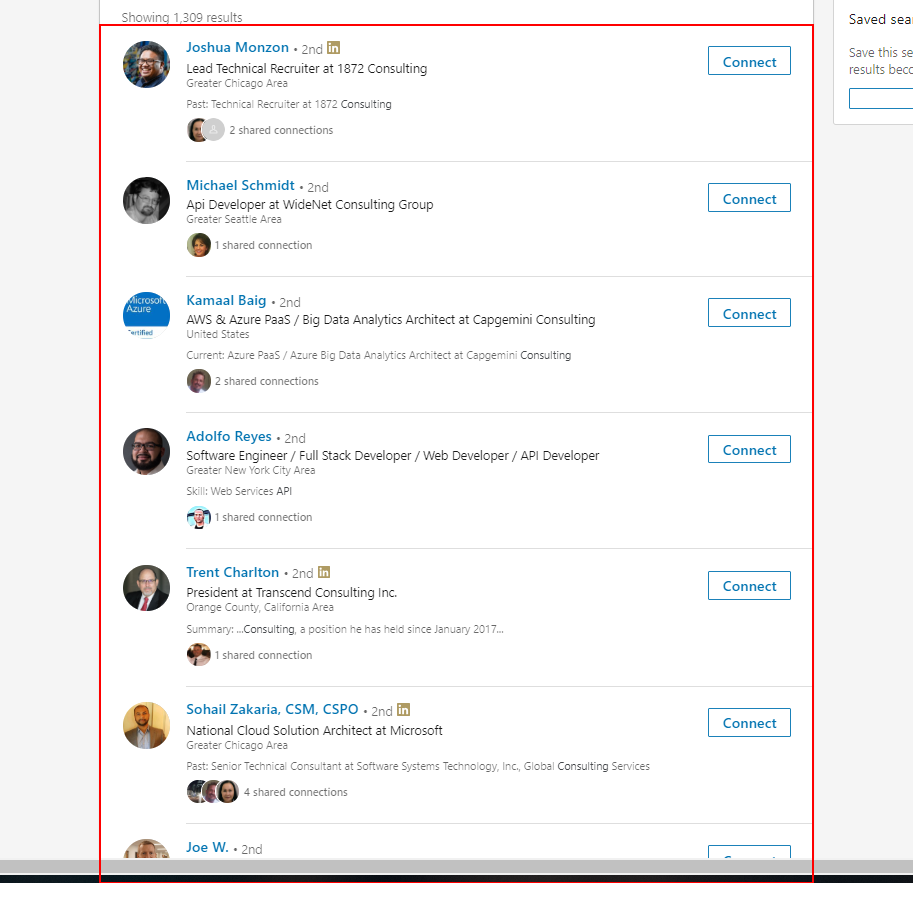 Showing 1,309 results
Joshua Monzon • 2nd in
Lead Technical Recruiter at 1872 Consulting
Greater Chicago Area
Past: Technical Recruiter at 1872 Consulting
2 shared connections
Connect
Michael Schmidt • 2nd
Api Developer at WideNet Consulting Group
Greater Seattle Area
1 shared connection
Connect
Microsoft
Azure
Certified
Kamaal Baig • 2nd
AWS & Azure PaaS / Big Data Analytics Architect at Capgemini Consulting
United States
Current: Azure PaaS / Azure Big Data Analytics Architect at Capgemini Consulting
2 shared connections
Connect
Adolfo Reyes • 2nd
Software Engineer / Full Stack Developer / Web Developer / API Developer
Greater New York City Area
Skill: Web Services API
1 shared connection
Connect
Trent Charlton • 2nd in
President at Transcend Consulting Inc.
Orange County, California Area
Summary: ...Consulting, a position he has held since January 2017...
1 shared connection
Connect
Sohail Zakaria, CSM, CSPO • 2nd in
National Cloud Solution Architect at Microsoft
Greater Chicago Area
Past: Senior Technical Consultant at Software Systems Technology, Inc., Global Consulting Services
4 shared connections
Connect
Joe W. • 2nd
Saved sear
Save this se
results beco